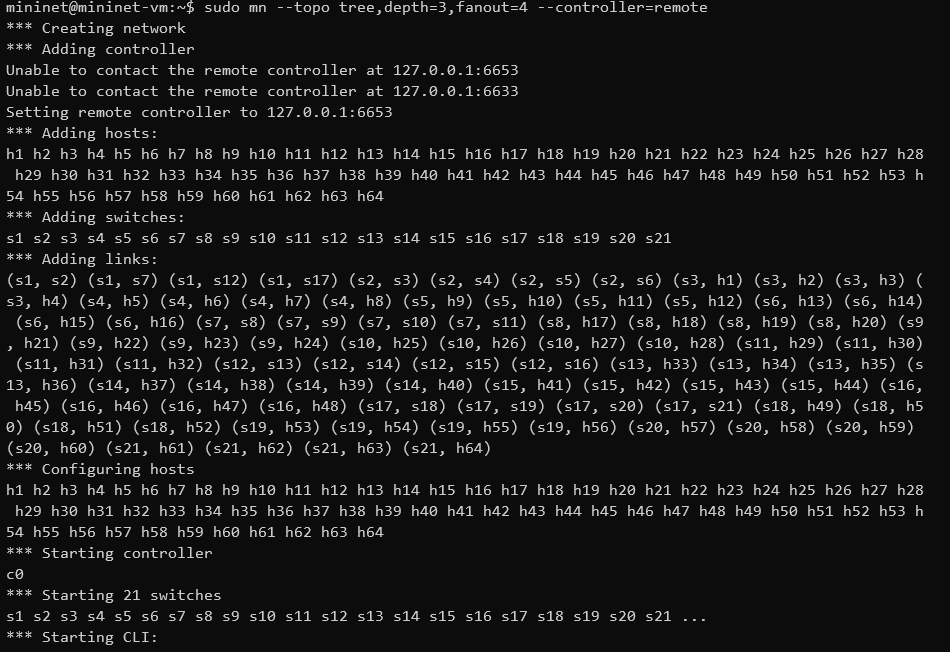 mininet@mininet-vm:~$ sudo mn --topo tree,depth=3,fanout=4 --controller=remote
*** Creating network
*** Adding controller
Unable to contact the remote controller at 127.0.0.1:6653
Unable to contact the remote controller at 127.0.0.1:6633
Setting remote controller to 127.0.0.1:6653
*** Adding hosts:
h1 h2 h3 h4 h5 h6 h7 h8 h9 h10 h11 h12 h13 h14 h15 h16 h17 h18 h19 h20 h21 h22 h23 h24 h25 h26 h27 h28
 h29 h30 h31 h32 h33 h34 h35 h36 h37 h38 h39 h40 h41 h42 h43 h44 h45 h46 h47 h48 h49 h50 h51 h52 h53 h
54 h55 h56 h57 h58 h59 h60 h61 h62 h63 h64
*** Adding switches:
s1 s2 s3 s4 s5 s6 s7 s8 s9 s10 s11 s12 s13 s14 s15 s16 s17 s18 s19 s20 s21
*** Adding links:
(s1, s2) (s1, s7) (s1, s12) (s1, s17) (s2, s3) (s2, s4) (s2, s5) (s2, s6) (s3, h1) (s3, h2) (s3, h3) (
s3, h4) (s4, h5) (s4, h6) (s4, h7) (s4, h8) (s5, h9) (s5, h10) (s5, h11) (s5, h12) (s6, h13) (s6, h14)
 (s6, h15) (s6, h16) (s7, s8) (s7, s9) (s7, s10) (s7, s11) (s8, h17) (s8, h18) (s8, h19) (s8, h20) (s9
, h21) (s9, h22) (s9, h23) (s9, h24) (s10, h25) (s10, h26) (s10, h27) (s10, h28) (s11, h29) (s11, h30)
 (s11, h31) (s11, h32) (s12, s13) (s12, s14) (s12, s15) (s12, s16) (s13, h33) (s13, h34) (s13, h35) (s
13, h36) (s14, h37) (s14, h38) (s14, h39) (s14, h40) (s15, h41) (s15, h42) (s15, h43) (s15, h44) (s16,
 h45) (s16, h46) (s16, h47) (s16, h48) (s17, s18) (s17, s19) (s17, s20) (s17, s21) (s18, h49) (s18, h5
0) (s18, h51) (s18, h52) (s19, h53) (s19, h54) (s19, h55) (s19, h56) (s20, h57) (s20, h58) (s20, h59)
(s20, h60) (s21, h61) (s21, h62) (s21, h63) (s21, h64)
*** Configuring hosts
h1 h2 h3 h4 h5 h6 h7 h8 h9 h10 h11 h12 h13 h14 h15 h16 h17 h18 h19 h20 h21 h22 h23 h24 h25 h26 h27 h28
 h29 h30 h31 h32 h33 h34 h35 h36 h37 h38 h39 h40 h41 h42 h43 h44 h45 h46 h47 h48 h49 h50 h51 h52 h53 h
54 h55 h56 h57 h58 h59 h60 h61 h62 h63 h64
*** Starting controller
c0
*** Starting 21 switches
s1 s2 s3 s4 s5 s6 s7 s8 s9 s10 s11 s12 s13 s14 s15 s16 s17 s18 s19 s20 s21 ...
*** Starting CLI: